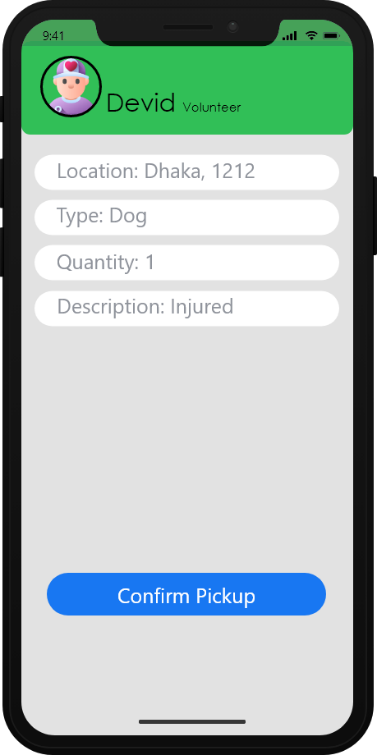 9:41
Devid Volunteer
Location: Dhaka, 1212
Type: Dog
Quantity: 1
Description: Injured
Confirm Pickup